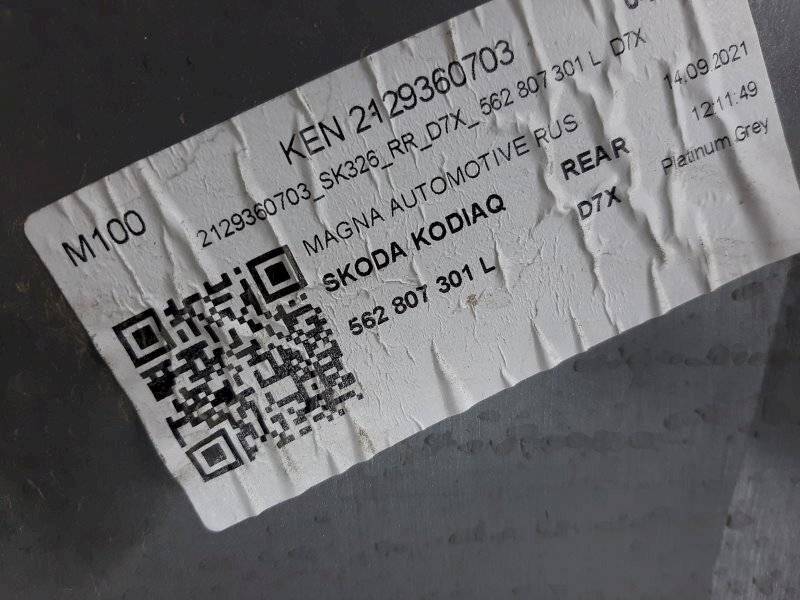 M100
KEN 2129360703
2129360703_SK326_RR_D7X_562 807 301 L D7X
MAGNA AUTOMOTIVE RUS
SKODA KODIAQ
562 807 301 L
REAR
D7X
14.09.2021
12:11:49
Platinum Grey